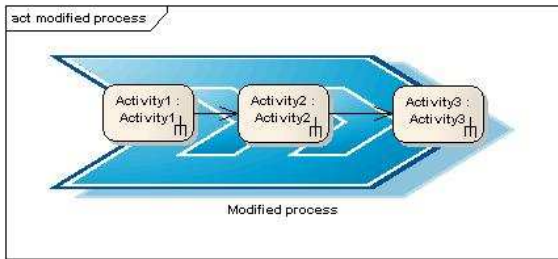 act modified process
Activity1 :
Activity1
Activity2 :
Activity2
Activity3 :
Activity3
Modified process